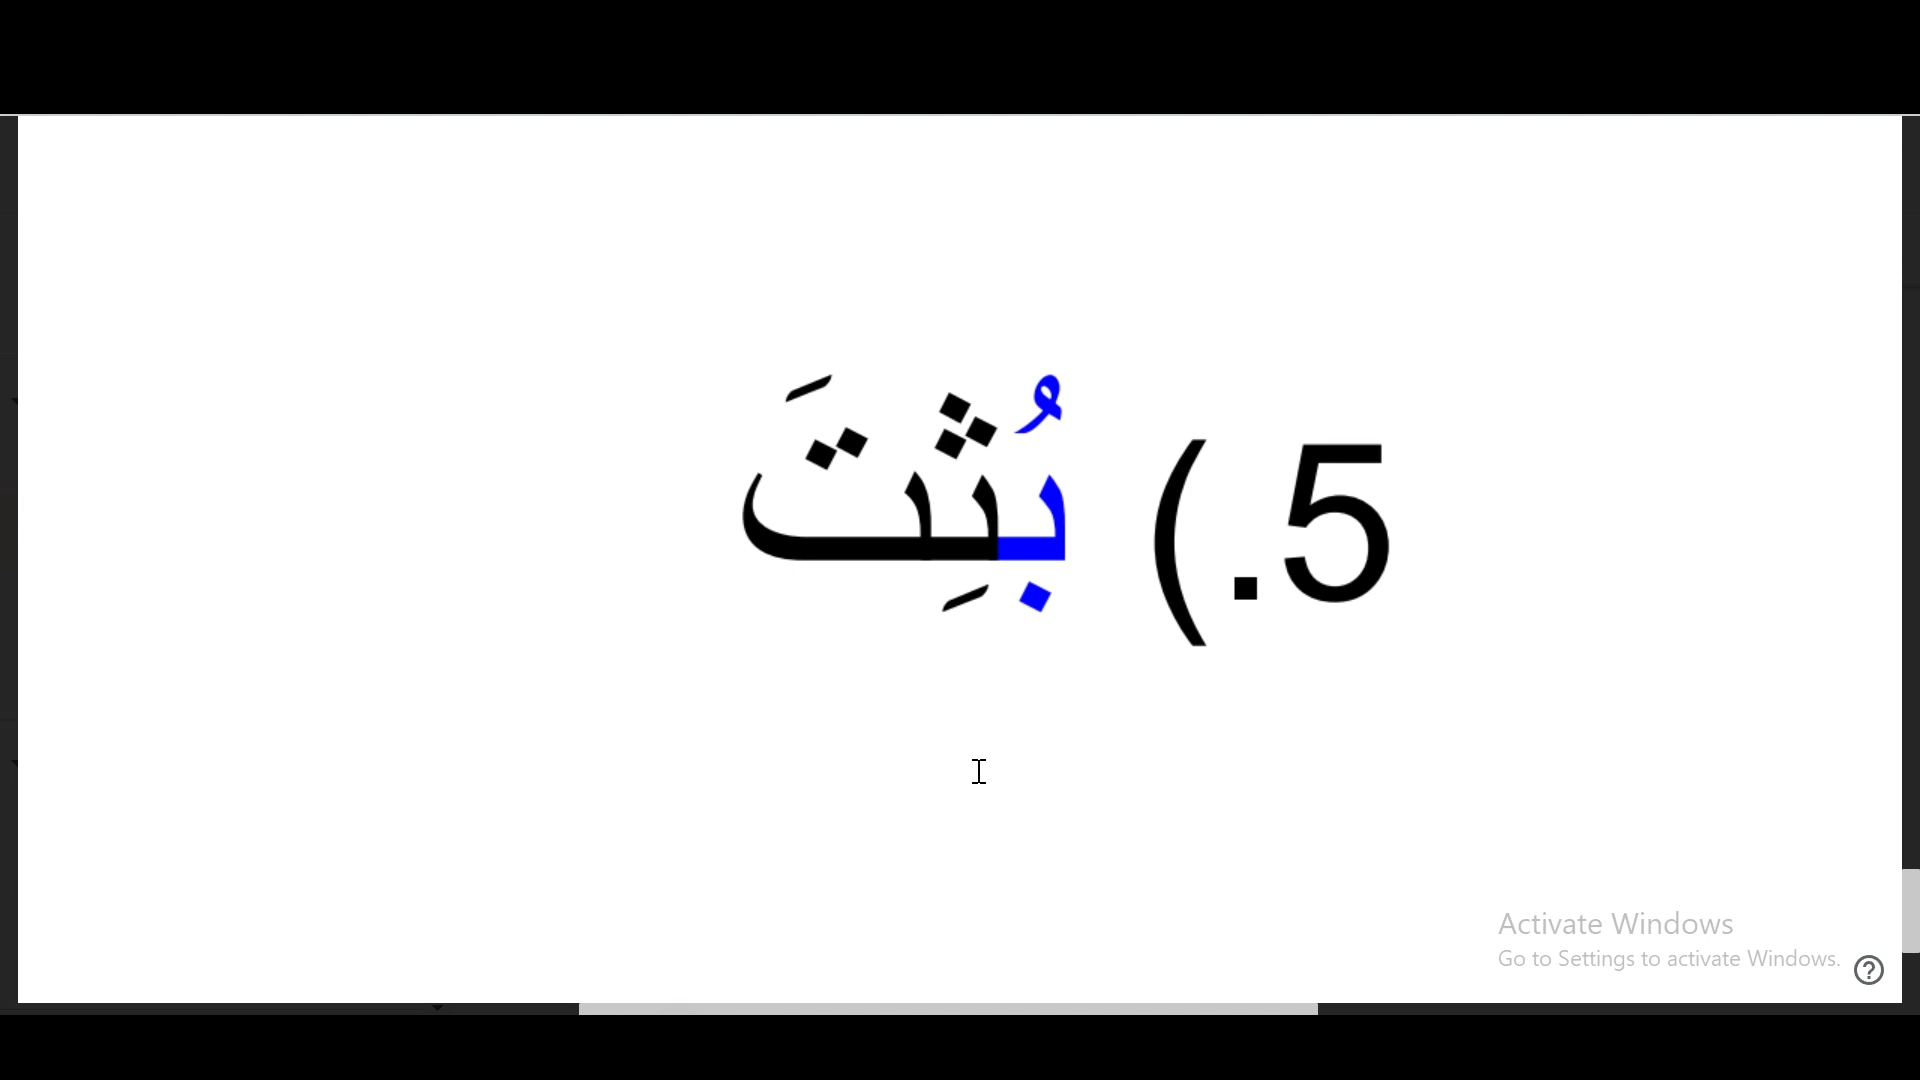 5.) بُثِتَ
Activate Windows
Go to Settings to activate Windows.